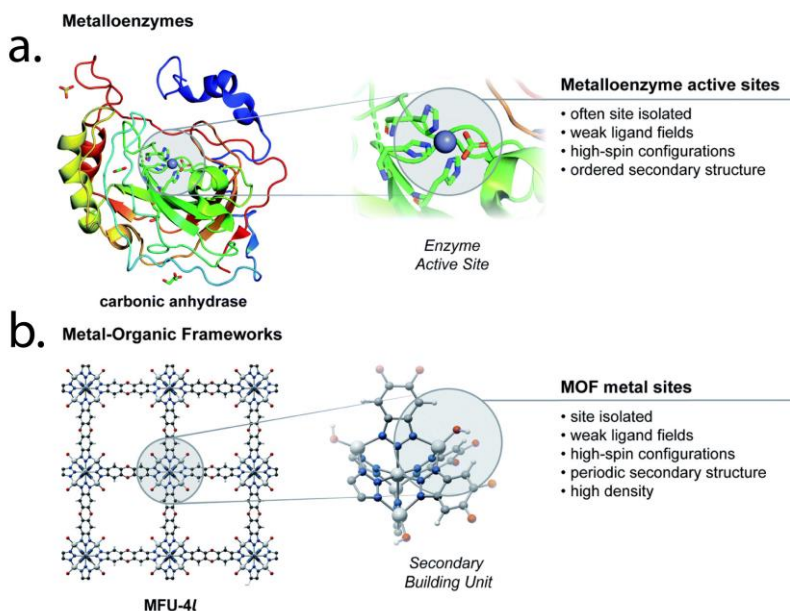 Metalloenzymes
a.
Metalloenzyme active sites
• often site isolated
• weak ligand fields
• high-spin configurations
• ordered secondary structure
Enzyme
Active Site
carbonic anhydrase
b.
Metal-Organic Frameworks
MOF metal sites
• site isolated
• weak ligand fields
• high-spin configurations
• periodic secondary structure
• high density
Secondary
Building Unit
MFU-4l